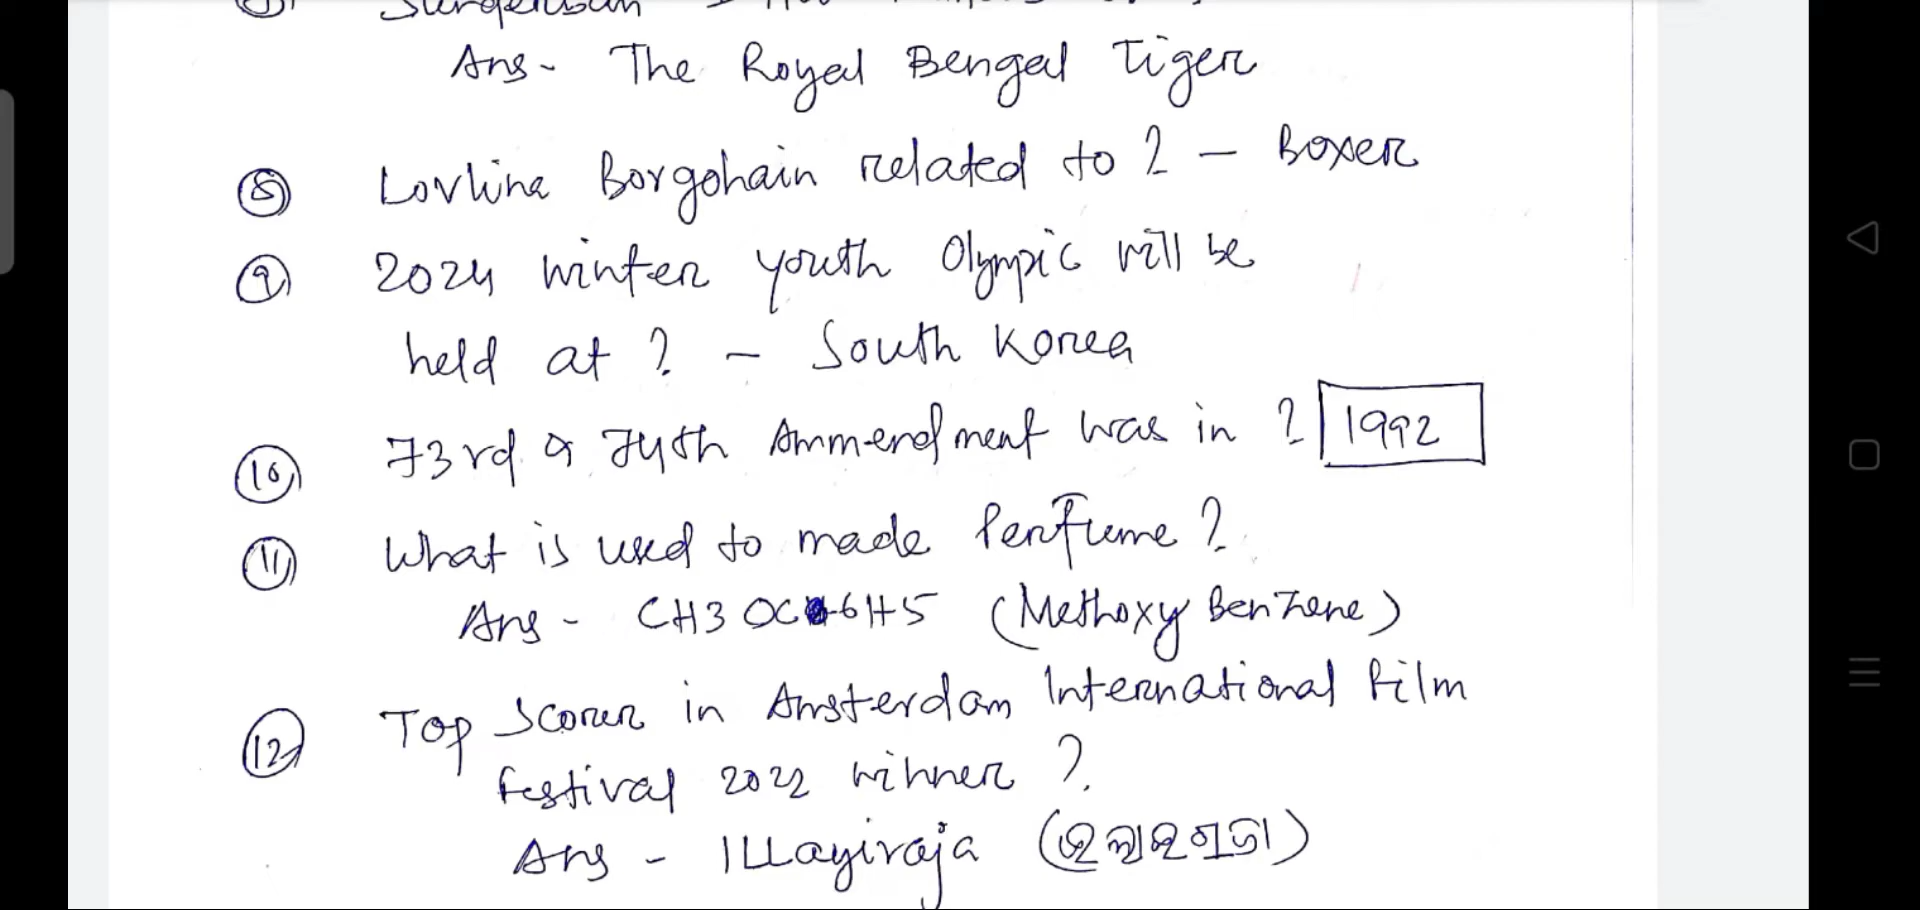 Ans - The Royal Bengal Tiger
⑧ Lovlina Borgohain related to ? - Boxer
⑨ 2024 winter youth Olympic will be
held at ? - South Korea
⑩ 73rd & 74th Ammendment was in ? 1992
⑪ What is used to made Perfume ?
Ans - CH3 OC6H5 (Methoxy Benzene)
⑫ Top Scorer in Amsterdam International Film
festival 2022 winner ?
Ans - ILLayiraja